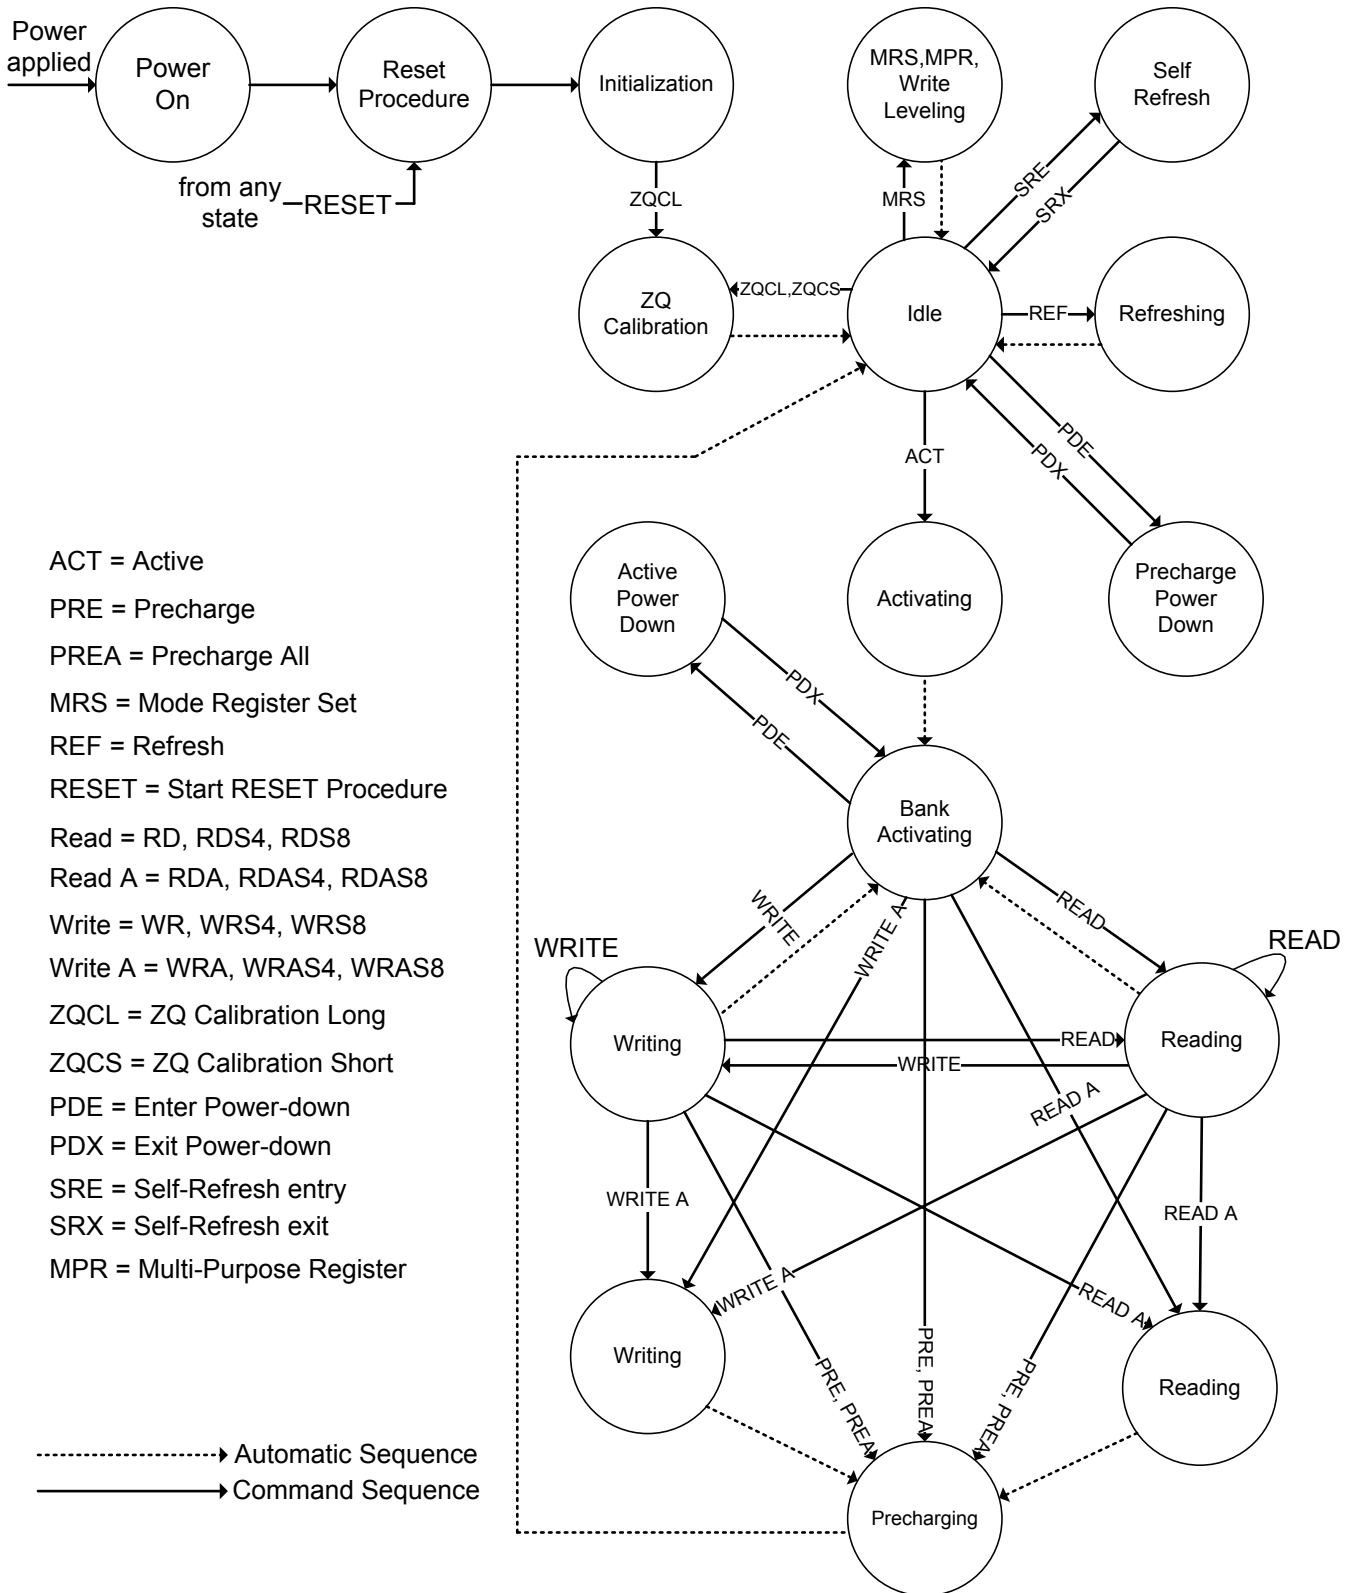 Power
applied
Power
On
Reset
Procedure
Initialization
MRS,MPR,
Write
Leveling
Self
Refresh
from any
state
RESET
ZQCL
MRS
SRE
SRX
ZQ
Calibration
ZQCL,ZQCS
Idle
REF
Refreshing
ACT
PDE
PDX
Active
Power
Down
Activating
Precharge
Power
Down
PDX
PDE
Bank
Activating
WRITE
WRITE A
READ
WRITE
READ
Writing
READ
WRITE
Reading
READ A
WRITE A
READ A
WRITE A
READ A
Writing
PRE, PREA
PRE, PREA
PRE, PREA
Reading
Precharging
ACT = Active
PRE = Precharge
PREA = Precharge All
MRS = Mode Register Set
REF = Refresh
RESET = Start RESET Procedure
Read = RD, RDS4, RDS8
Read A = RDA, RDAS4, RDAS8
Write = WR, WRS4, WRS8
Write A = WRA, WRAS4, WRAS8
ZQCL = ZQ Calibration Long
ZQCS = ZQ Calibration Short
PDE = Enter Power-down
PDX = Exit Power-down
SRE = Self-Refresh entry
SRX = Self-Refresh exit
MPR = Multi-Purpose Register
Automatic Sequence
Command Sequence